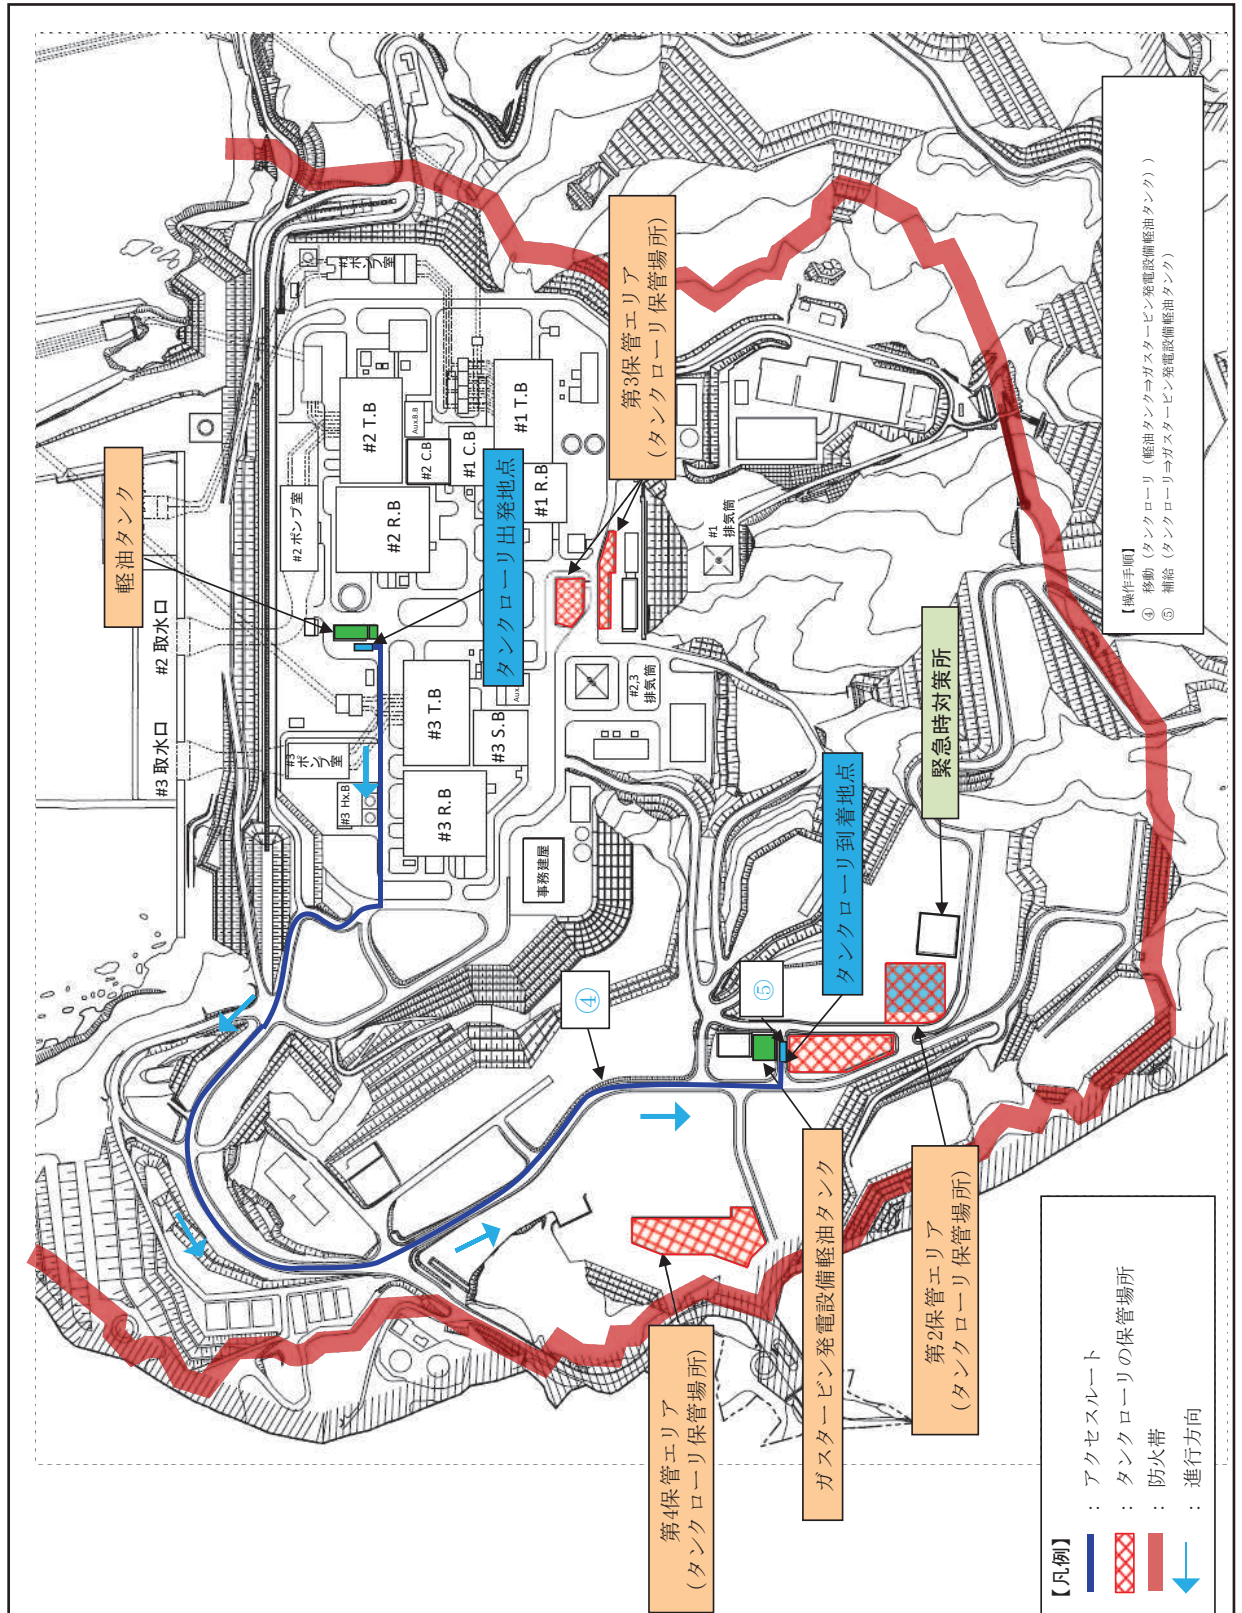 軽油タンク
#3 取水口
#2 取水口
#2 ポンプ室
#3
ポンプ
室
#3 Hx.B
#1
ポンプ
室
#2 T.B
Aux.B.B
#2 C.B
#2 R.B
#1 C.B
#1 T.B
#1 R.B
タンクローリ出発地点
#3 T.B
#3 S.B
#3 R.B
Aux.
事務建屋
#2,3
排気筒
#1
排気筒
第3保管エリア
(タンクローリ保管場所)
④
⑤
タンクローリ到着地点
緊急時対策所
第4保管エリア
(タンクローリ保管場所)
ガスタービン発電設備軽油タンク
第2保管エリア
(タンクローリ保管場所)
【操作手順】
④ 移動 (タンクローリ (軽油タンク⇒ガスタービン発電設備軽油タンク) )
⑤ 補給 (タンクローリ⇒ガスタービン発電設備軽油タンク)
【凡例】
: アクセスルート
: タンクローリの保管場所
: 防火帯
: 進行方向